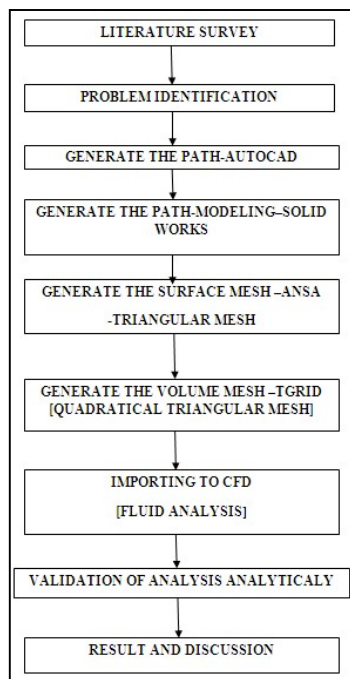 LITERATURE SURVEY
PROBLEM IDENTIFICATION
GENERATE THE PATH-AUTOCAD
GENERATE THE PATH-MODELING–SOLID
WORKS
GENERATE THE SURFACE MESH –ANSA
-TRIANGULAR MESH
GENERATE THE VOLUME MESH –TGRID
[QUADRATICAL TRIANGULAR MESH]
IMPORTING TO CFD
[FLUID ANALYSIS]
VALIDATION OF ANALYSIS ANALYTICALY
RESULT AND DISCUSSION